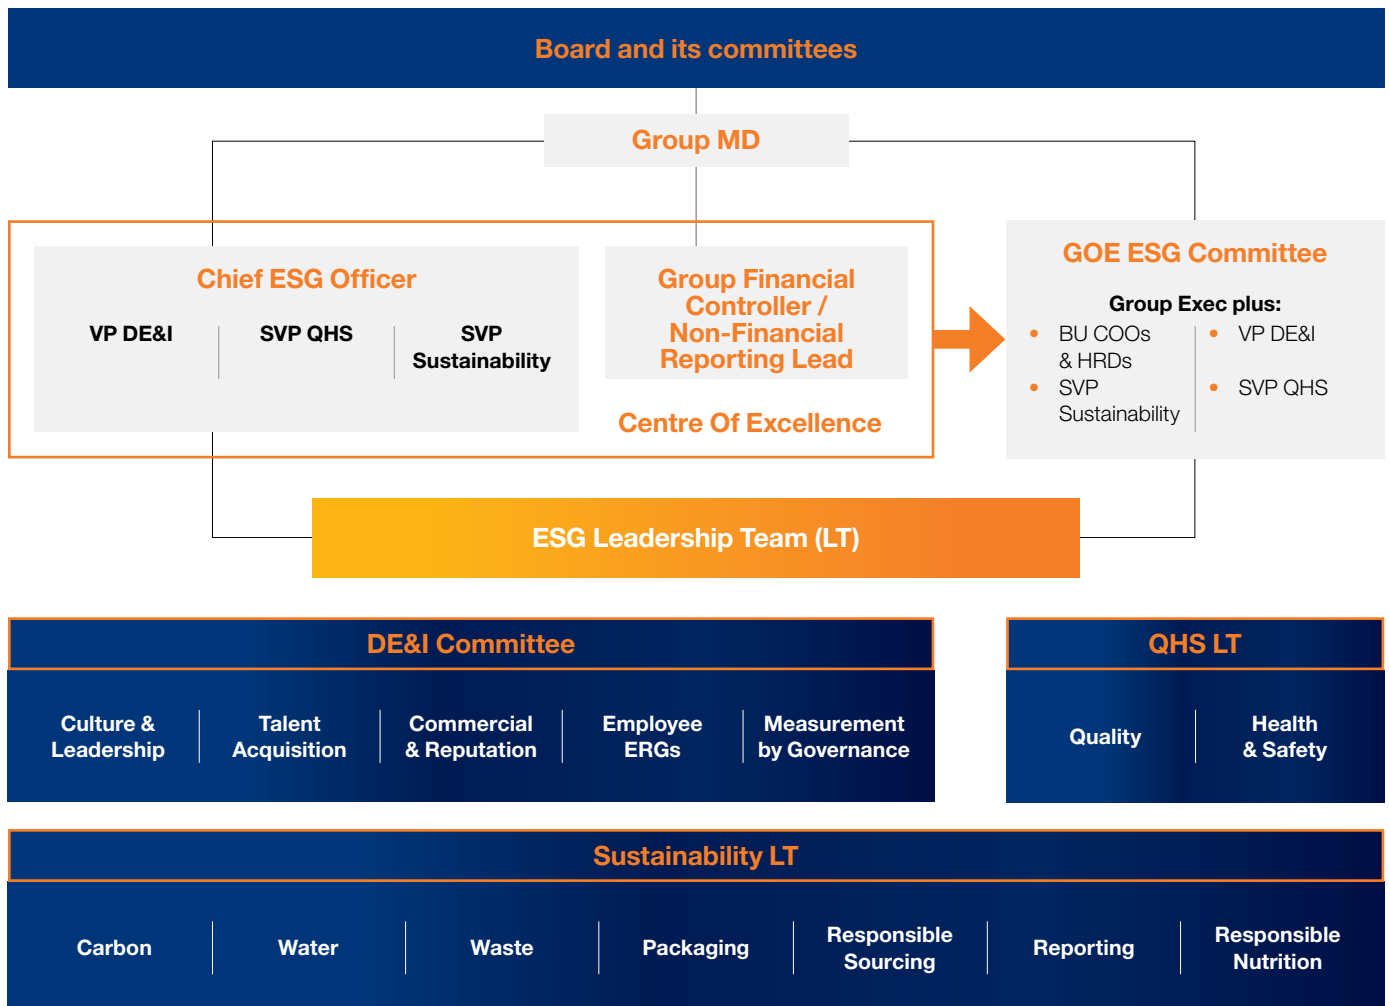 Board and its committees
Group MD
Chief ESG Officer
VP DE&I
SVP QHS
SVP
Sustainability
Group Financial
Controller /
Non-Financial
Reporting Lead
Centre Of Excellence
GOE ESG Committee
Group Exec plus:
• BU COOs
& HRDs
• SVP
Sustainability
• VP DE&I
• SVP QHS
ESG Leadership Team (LT)
DE&I Committee
Culture &
Leadership
Talent
Acquisition
Commercial
& Reputation
Employee
ERGs
Measurement
by Governance
QHS LT
Quality
Health
& Safety
Sustainability LT
Carbon
Water
Waste
Packaging
Responsible
Sourcing
Reporting
Responsible
Nutrition